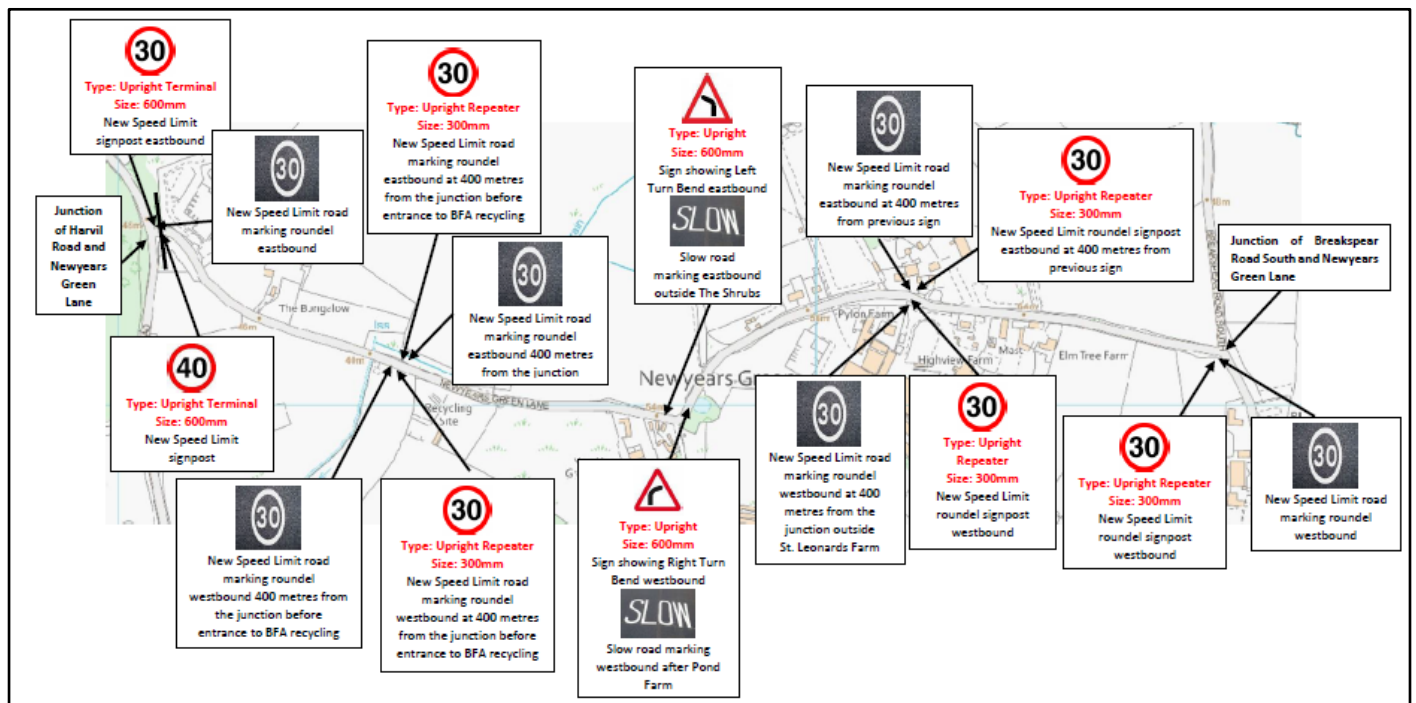 30
Type: Upright Terminal
Size: 600mm
New Speed Limit
signpost eastbound
30
New Speed Limit road
marking roundel
eastbound
Junction
of Harvil
Road and
Newyears
Green
Lane
40
Type: Upright Terminal
Size: 600mm
New Speed Limit
signpost
30
Type: Upright Repeater
Size: 300mm
New Speed Limit road
marking roundel
eastbound at 400 metres
from the junction before
entrance to BFA recycling
30
New Speed Limit road
marking roundel
eastbound 400 metres
from the junction
30
New Speed Limit road
marking roundel
westbound 400 metres from
the junction before
entrance to BFA recycling
30
Type: Upright Repeater
Size: 300mm
New Speed Limit road
marking roundel
westbound at 400 metres
from the junction before
entrance to BFA recycling
Type: Upright
Size: 600mm
Sign showing Left
Turn Bend eastbound
SLOW
Slow road
marking eastbound
outside The Shrubs
Type: Upright
Size: 600mm
Sign showing Right Turn
Bend westbound
SLOW
Slow road marking
westbound after Pond
Farm
30
New Speed Limit road
marking roundel
eastbound at 400 metres
from previous sign
30
Type: Upright Repeater
Size: 300mm
New Speed Limit roundel signpost
eastbound at 400 metres from
previous sign
30
New Speed Limit road
marking roundel
westbound at 400
metres from the
junction outside
St. Leonards Farm
30
Type: Upright
Repeater
Size: 300mm
New Speed Limit
roundel signpost
westbound
Junction of Breakspear
Road South and Newyears
Green Lane
30
Type: Upright Repeater
Size: 300mm
New Speed Limit
roundel signpost
westbound
30
New Speed Limit road
marking roundel
westbound
The Bungalow
NEWYEARS GREEN LANE
Recycling
Site
Newyears Gre
Pylon Farm
Highview Farm
Mast
Elm Tree Farm